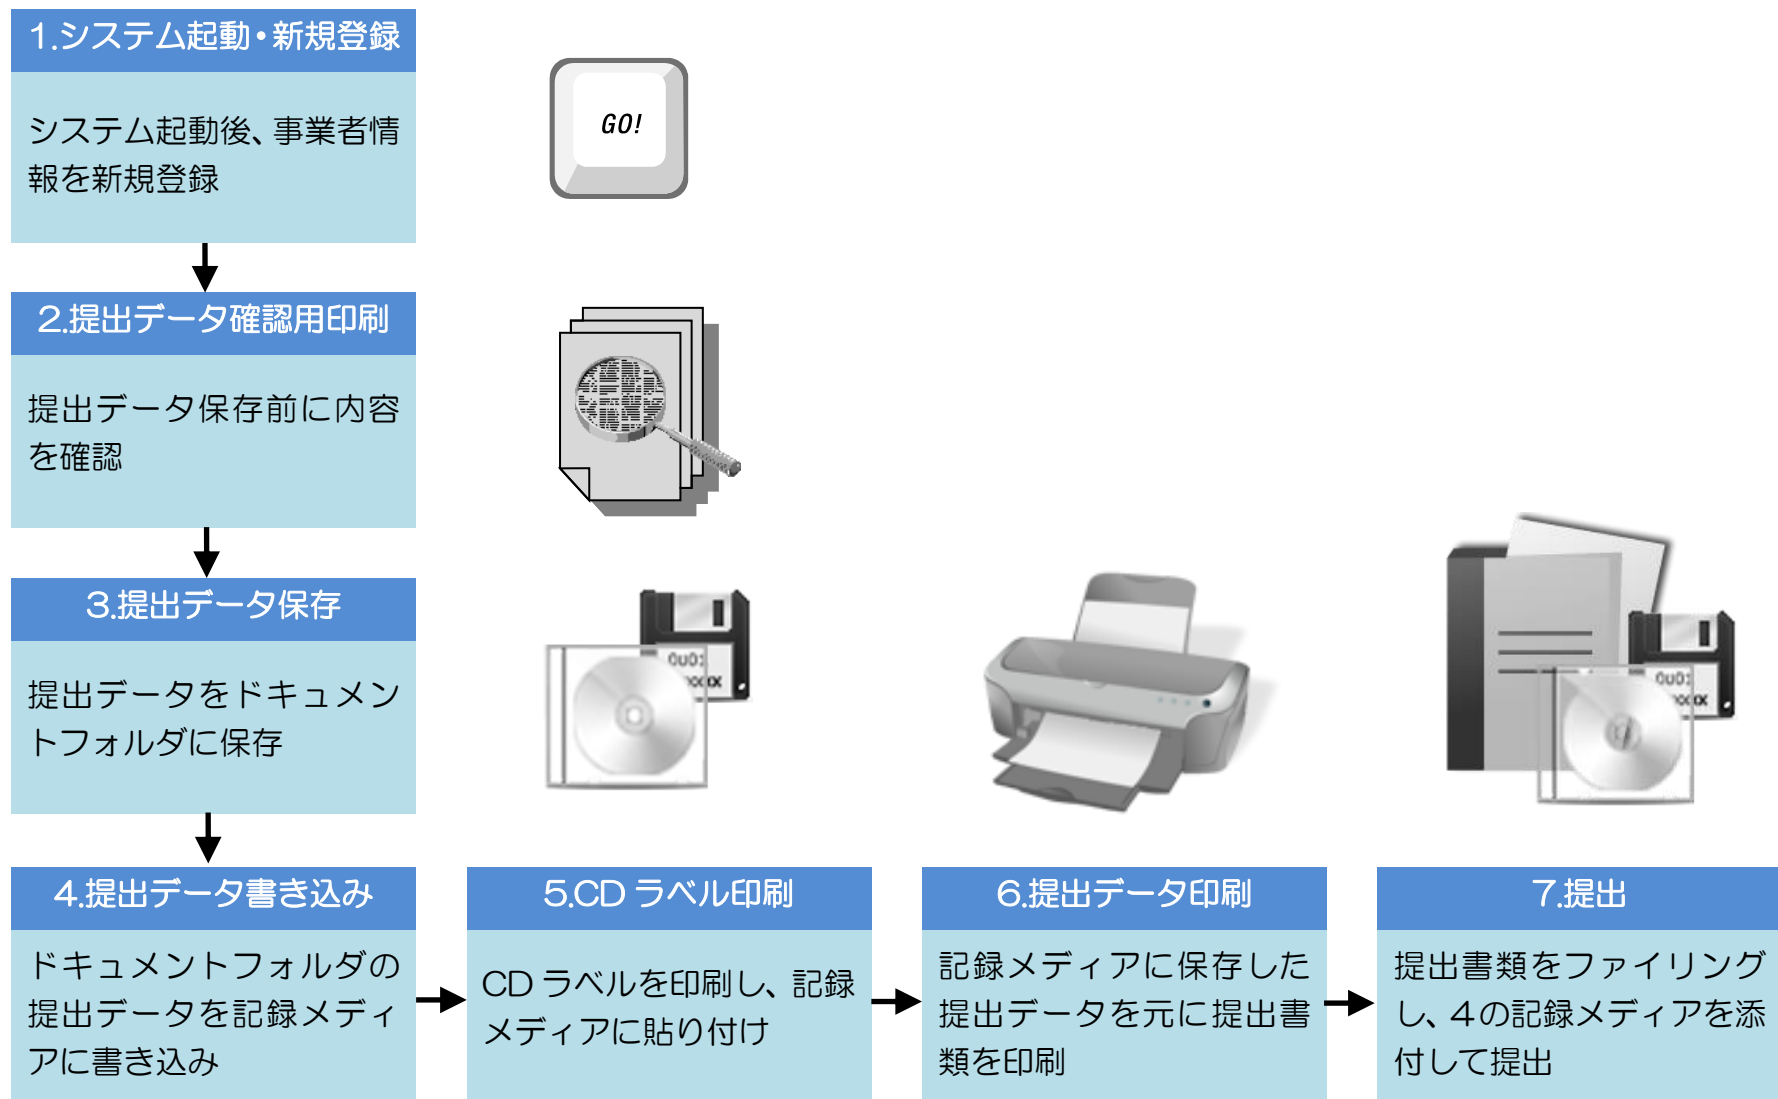 1.システム起動・新規登録
システム起動後、事業者情
報を新規登録
GO!
2.提出データ確認用印刷
提出データ保存前に内容
を確認
3.提出データ保存
提出データをドキュメン
トフォルダに保存
4.提出データ書き込み
ドキュメントフォルダの
提出データを記録メディ
アに書き込み
5.CD ラベル印刷
CD ラベルを印刷し、記録
メディアに貼り付け
6.提出データ印刷
記録メディアに保存した
提出データを元に提出書
類を印刷
7.提出
提出書類をファイリング
し、4の記録メディアを添
付して提出